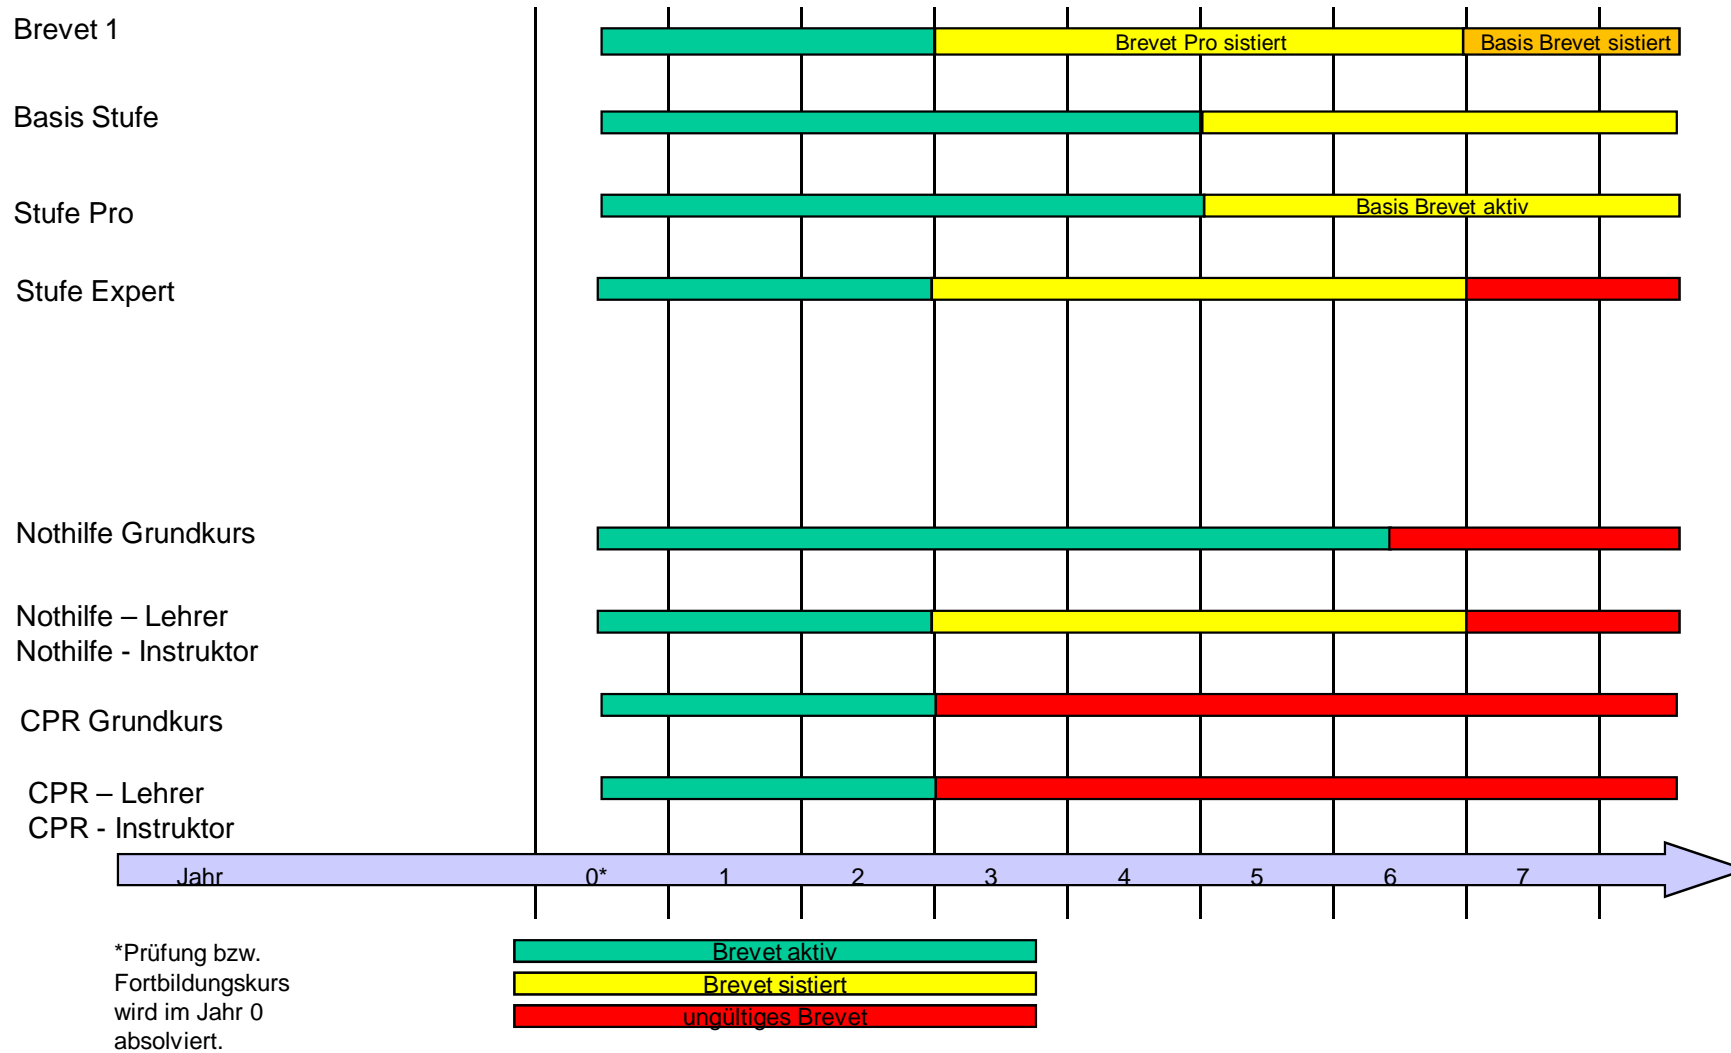 Brevet 1
Brevet Pro sistiert
Basis Brevet sistiert
Basis Stufe
Stufe Pro
Basis Brevet aktiv
Stufe Expert
Nothilfe Grundkurs
Nothilfe – Lehrer
Nothilfe - Instruktor
CPR Grundkurs
CPR – Lehrer
CPR - Instruktor
Jahr 0* 1 2 3 4 5 6 7
*Prüfung bzw.
Fortbildungskurs
wird im Jahr 0
absolviert.
Brevet aktiv
Brevet sistiert
ungültiges Brevet